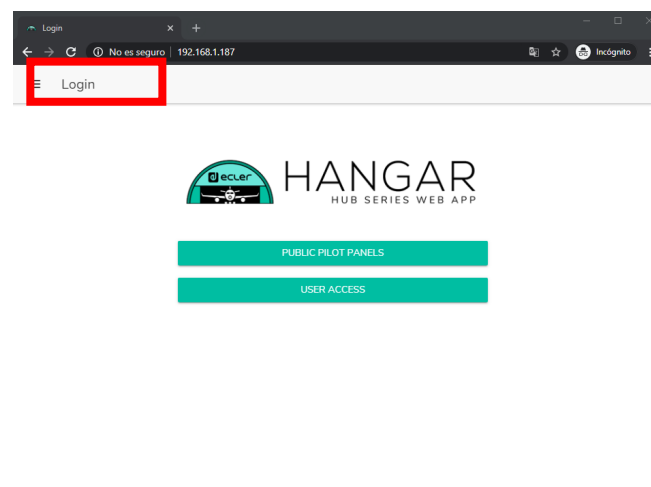 Login
No es seguro | 192.168.1.187
Incógnito
Login
ecler
HANGAR
HUB SERIES WEB APP
PUBLIC PILOT PANELS
USER ACCESS